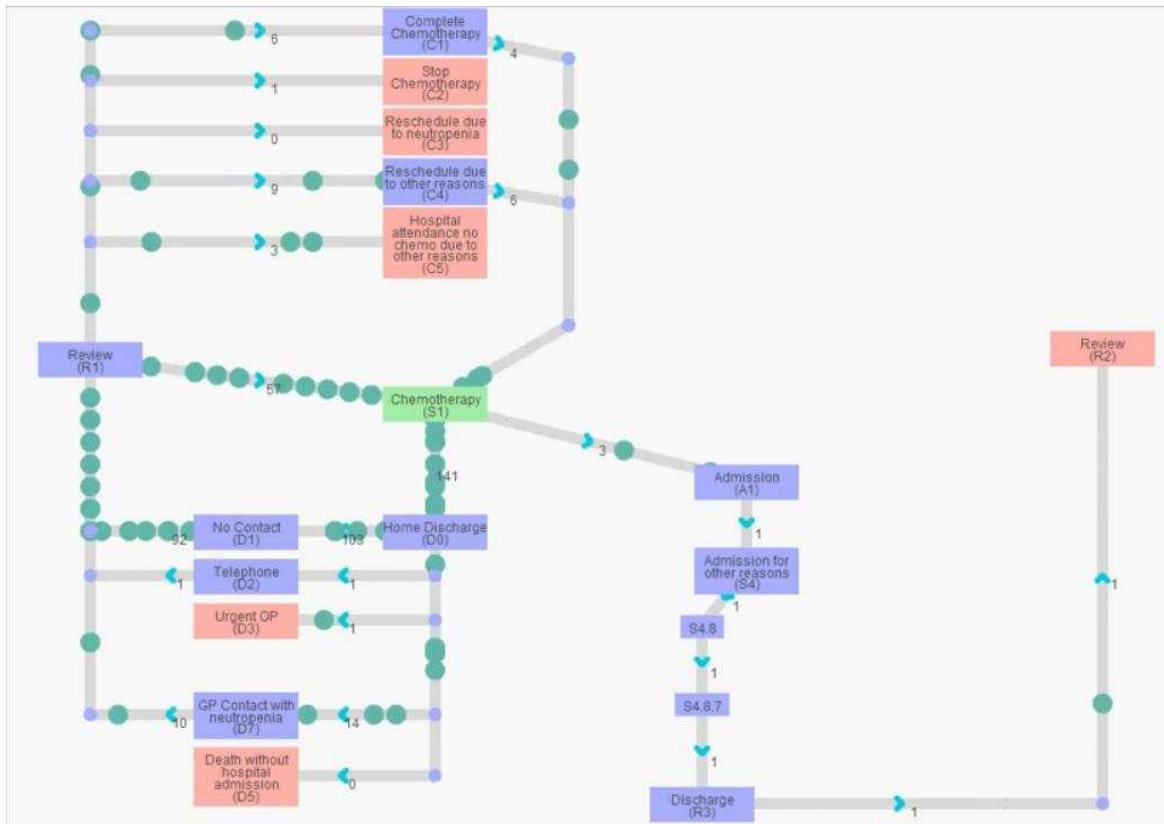 Complete
Chemotherapy
(C1)
6
4
Stop
Chemotherapy
(C2)
1
Reschedule due
to neutropenia
(C3)
0
Reschedule due
to other reasons
(C4)
9
6
Hospital
attendance no
chemo due to
other reasons
(C5)
3
Review
(R1)
Review
(R2)
57
Chemotherapy
(S1)
3
141
Admission
(A1)
No Contact
(D1)
92
103
Home Discharge
(D0)
1
Telephone
(D2)
1
1
Admission for
other reasons
(S4)
1
Urgent OP
(D3)
1
S4.8
1
S4.8.7
GP Contact with
neutropenia
(D7)
10
14
1
Death without
hospital
admission
(D5)
0
Discharge
(R3)
1
1